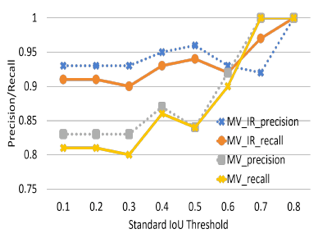 1
0.95
0.9
0.85
0.8
0.75
Precision/Recall
MV_IR_precision
MV_IR_recall
MV_precision
MV_recall
0.1 0.2 0.3 0.4 0.5 0.6 0.7 0.8
Standard IoU Threshold